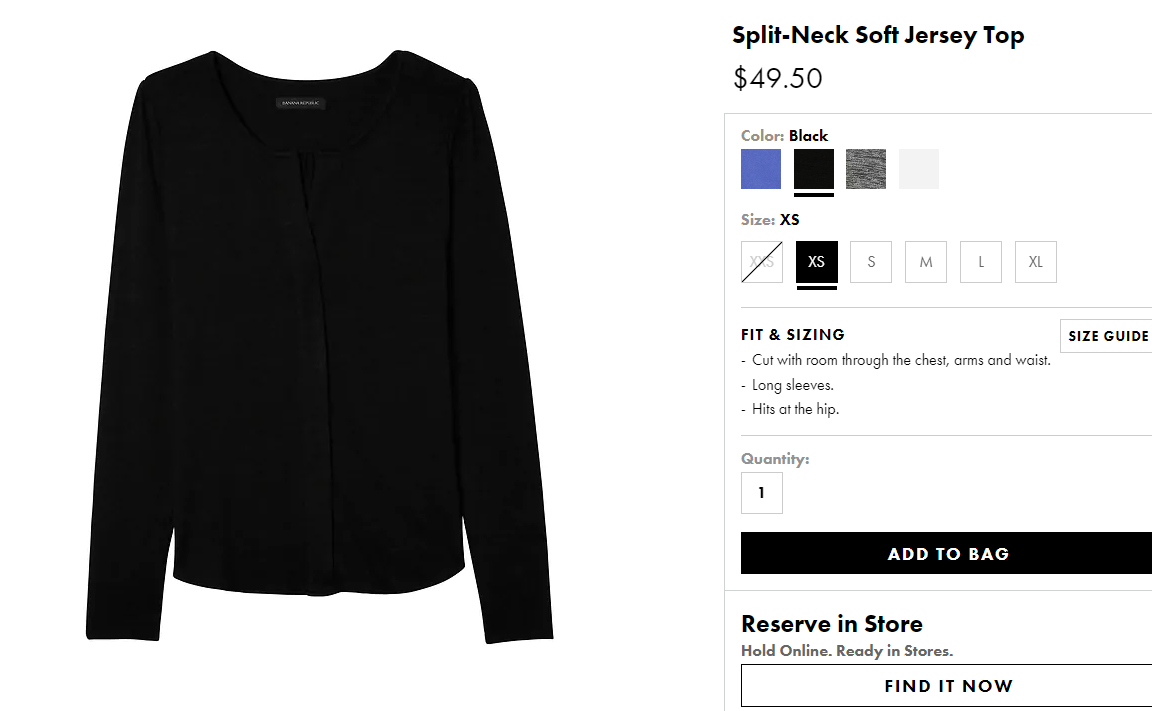 BANANA REPUBLIC
Split-Neck Soft Jersey Top
$49.50
Color: Black
Size: XS
XXS XS S M L XL
FIT & SIZING
SIZE GUIDE
- Cut with room through the chest, arms and waist.
- Long sleeves.
- Hits at the hip.
Quantity:
1
ADD TO BAG
Reserve in Store
Hold Online. Ready in Stores.
FIND IT NOW